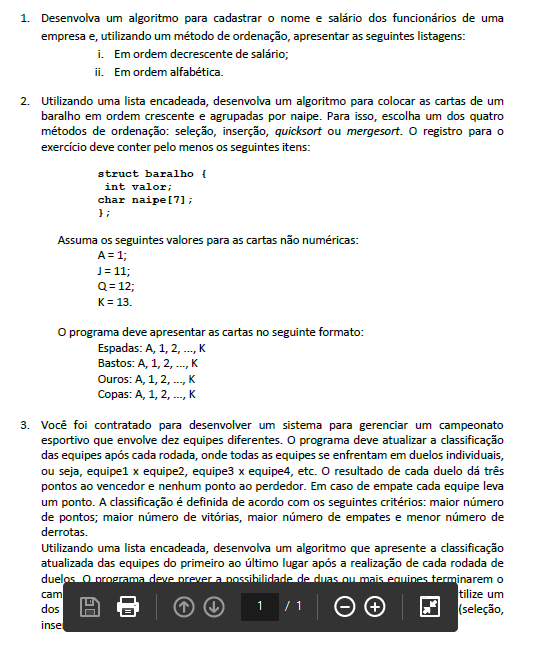 1. Desenvolva um algoritmo para cadastrar o nome e salário dos funcionários de uma
empresa e, utilizando um método de ordenação, apresentar as seguintes listagens:
i. Em ordem decrescente de salário;
ii. Em ordem alfabética.
2. Utilizando uma lista encadeada, desenvolva um algoritmo para colocar as cartas de um
baralho em ordem crescente e agrupadas por naipe. Para isso, escolha um dos quatro
métodos de ordenação: seleção, inserção, quicksort ou mergesort. O registro para o
exercício deve conter pelo menos os seguintes itens:
struct baralho {
int valor;
char naipe[7];
};
Assuma os seguintes valores para as cartas não numéricas:
A = 1;
J = 11;
Q = 12;
K = 13.
O programa deve apresentar as cartas no seguinte formato:
Espadas: A, 1, 2, ..., K
Bastos: A, 1, 2, ..., K
Ouros: A, 1, 2, ..., K
Copas: A, 1, 2, ..., K
3. Você foi contratado para desenvolver um sistema para gerenciar um campeonato
esportivo que envolve dez equipes diferentes. O programa deve atualizar a classificação
das equipes após cada rodada, onde todas as equipes se enfrentam em duelos individuais,
ou seja, equipe1 x equipe2, equipe3 x equipe4, etc. O resultado de cada duelo dá três
pontos ao vencedor e nenhum ponto ao perdedor. Em caso de empate cada equipe leva
um ponto. A classificação é definida de acordo com os seguintes critérios: maior número
de pontos; maior número de vitórias, maior número de empates e menor número de
derrotas.
Utilizando uma lista encadeada, desenvolva um algoritmo que apresente a classificação
atualizada das equipes do primeiro ao último lugar após a realização de cada rodada de
duelos. O programa deve prever a possibilidade de duas ou mais equipes terminarem o
cam tilize um
dos (seleção,
inse
1 / 1